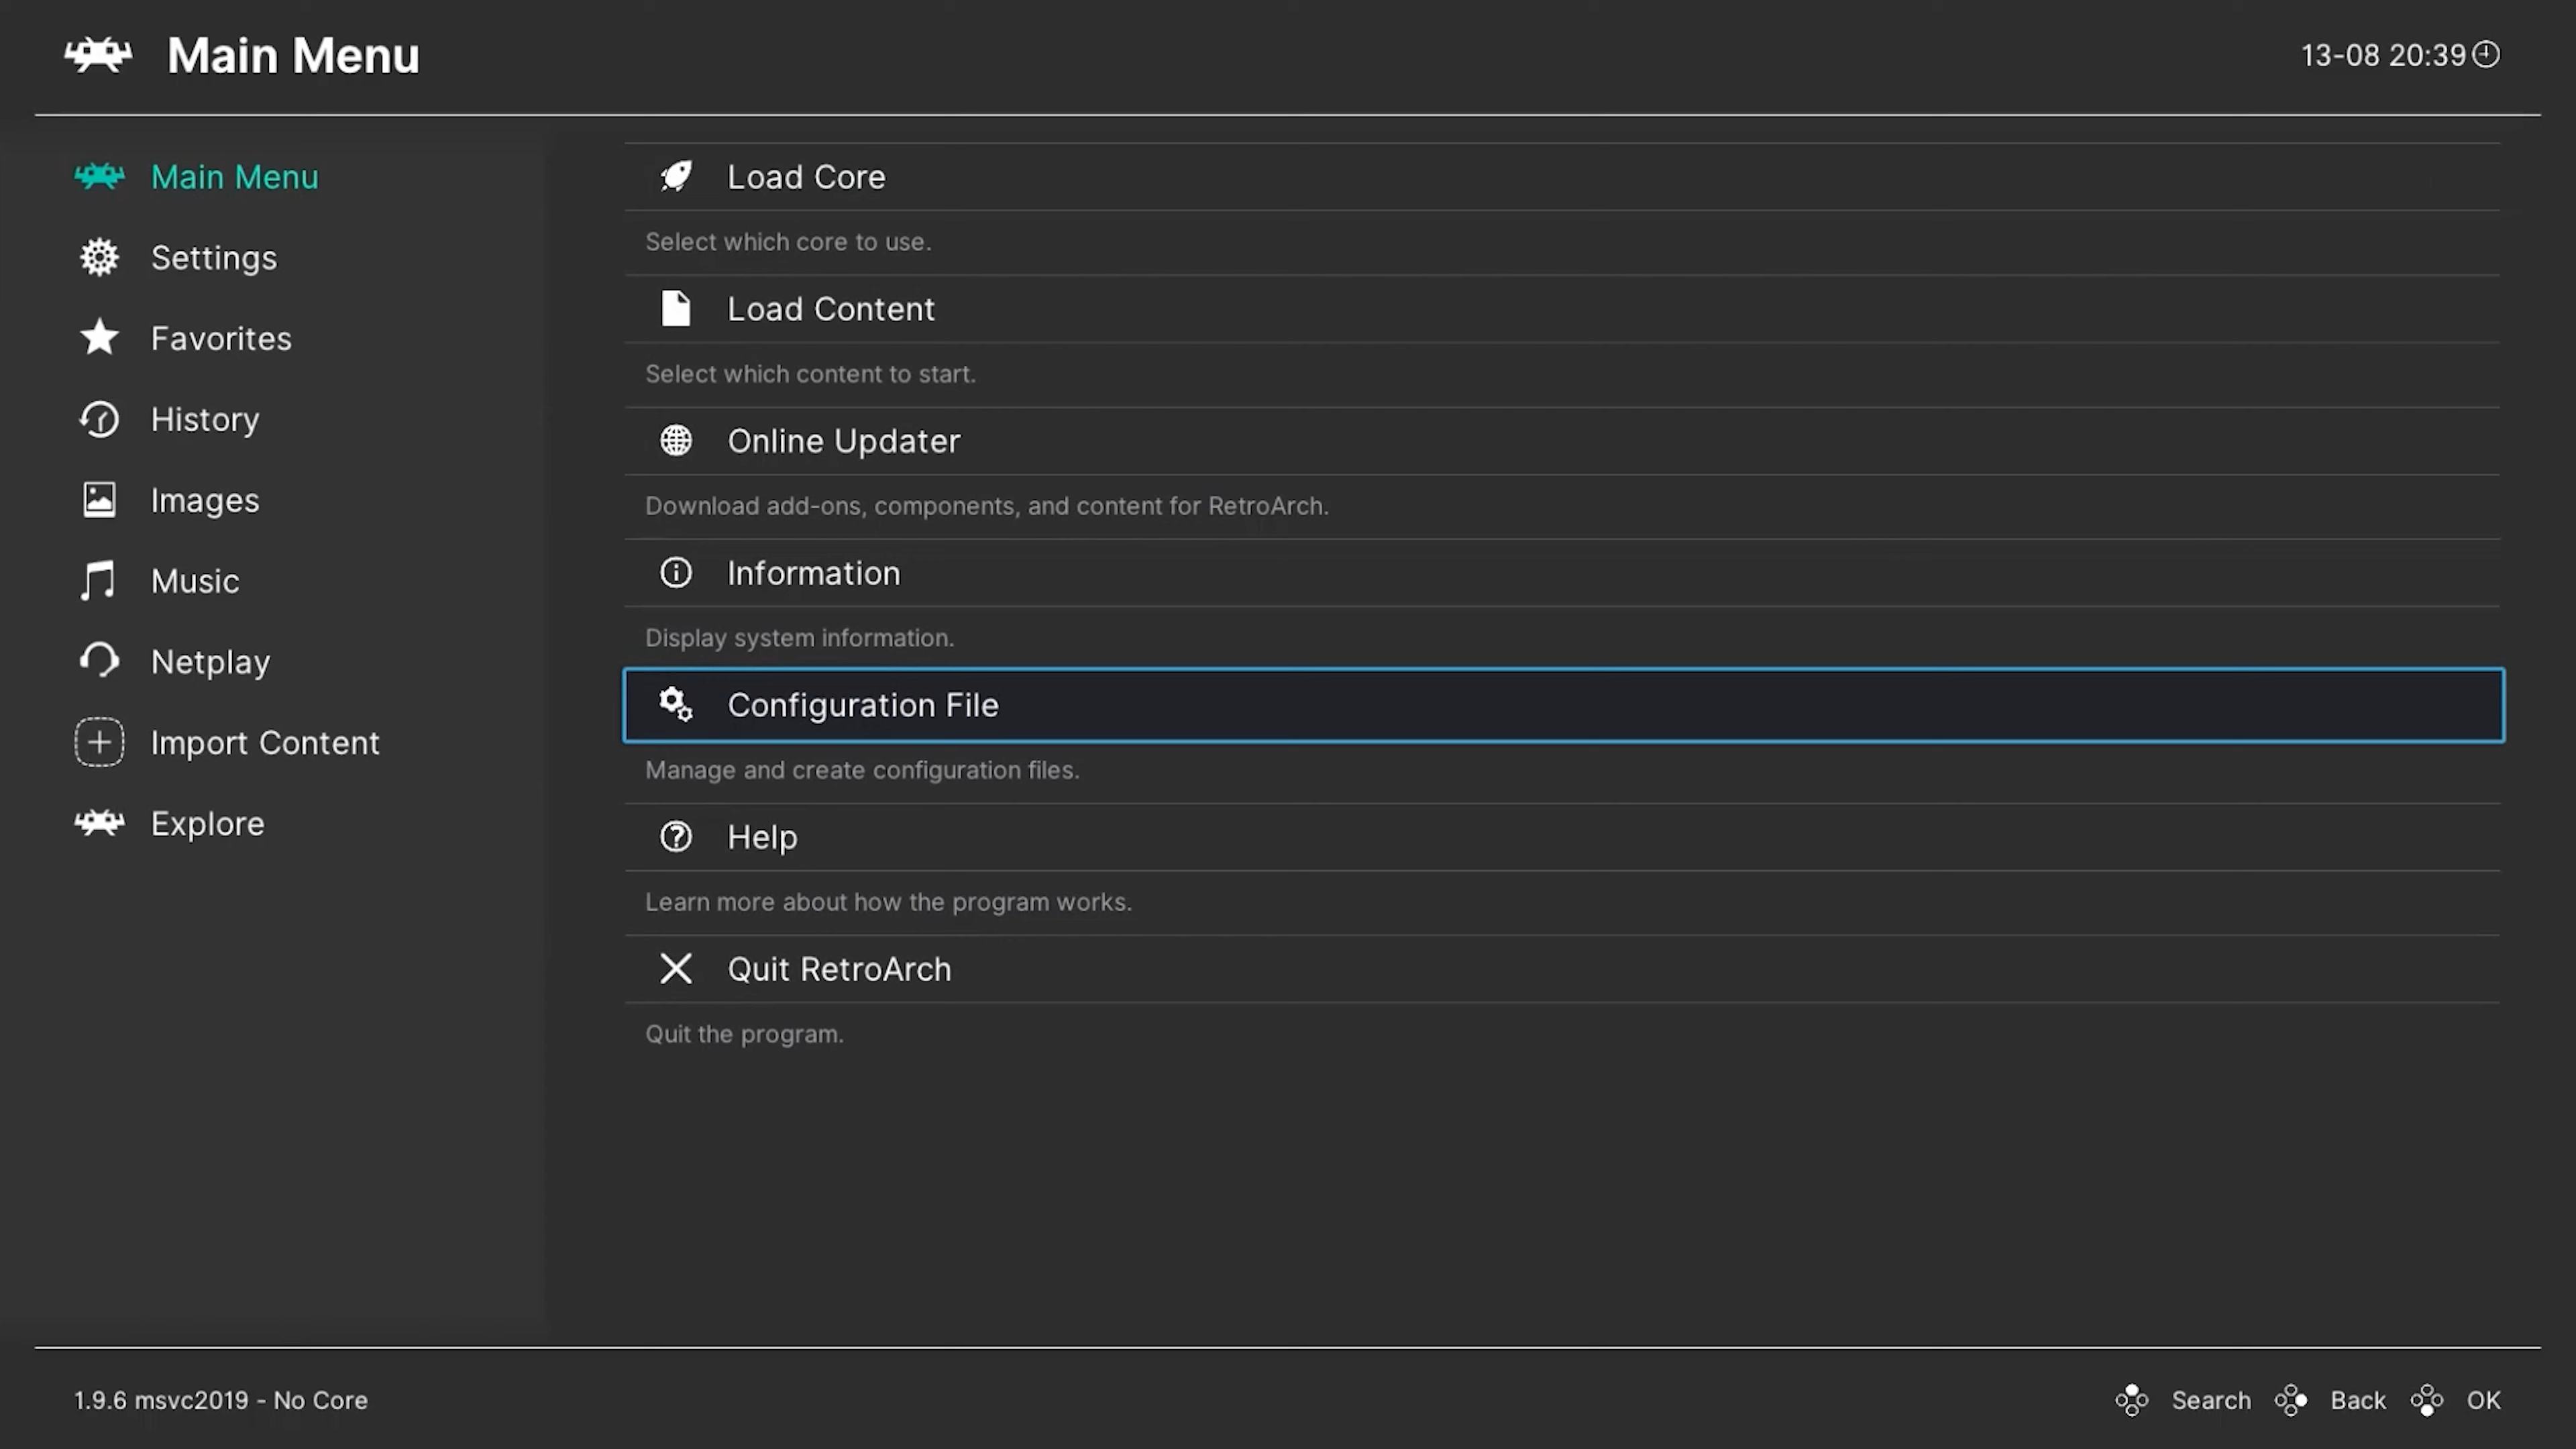 Main Menu
13-08 20:39
Main Menu
Settings
Favorites
History
Images
Music
Netplay
Import Content
Explore
Load Core
Select which core to use.
Load Content
Select which content to start.
Online Updater
Download add-ons, components, and content for RetroArch.
Information
Display system information.
Configuration File
Manage and create configuration files.
Help
Learn more about how the program works.
Quit RetroArch
Quit the program.
1.9.6 msvc2019 - No Core
Search Back OK